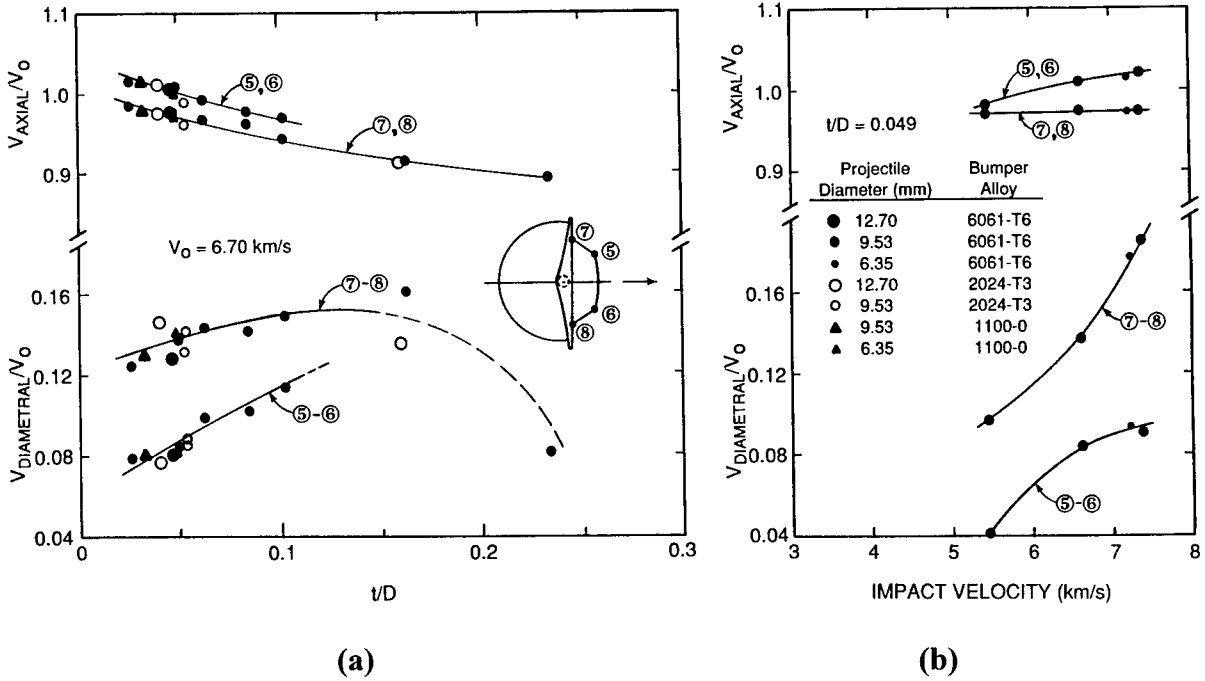 1.1
1.0
0.9
V_AXIAL/V_O
⑤,⑥
⑦,⑧
V_O = 6.70 km/s
⑦
⑤
⑥
⑧
0.16
0.12
0.08
0.04
V_DIAMETRAL/V_O
⑦-⑧
⑤-⑥
0
0.1
0.2
0.3
t/D
(a)
1.1
1.0
0.9
V_AXIAL/V_O
⑤,⑥
⑦,⑧
t/D = 0.049
Projectile Bumper
Diameter (mm) Alloy
12.70 6061-T6
9.53 6061-T6
6.35 6061-T6
12.70 2024-T3
9.53 2024-T3
9.53 1100-0
6.35 1100-0
0.16
0.12
0.08
0.04
V_DIAMETRAL/V_O
⑦-⑧
⑤-⑥
3
4
5
6
7
8
IMPACT VELOCITY (km/s)
(b)